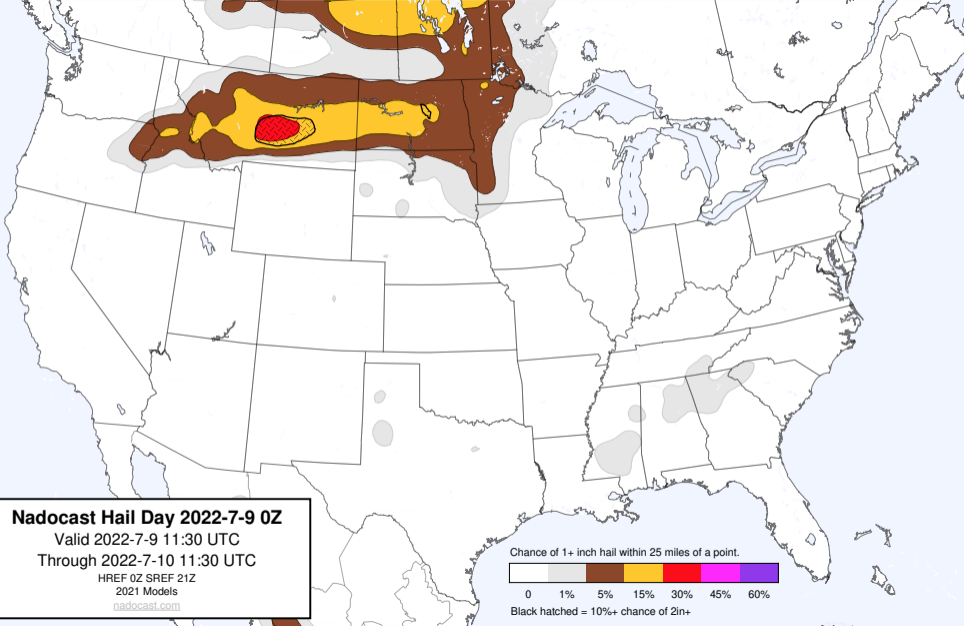 Nadocast Hail Day 2022-7-9 0Z
Valid 2022-7-9 11:30 UTC
Through 2022-7-10 11:30 UTC
HREF 0Z SREF 21Z
2021 Models
nadocast.com
Chance of 1+ inch hail within 25 miles of a point.
0 1% 5% 15% 30% 45% 60%
Black hatched = 10%+ chance of 2in+